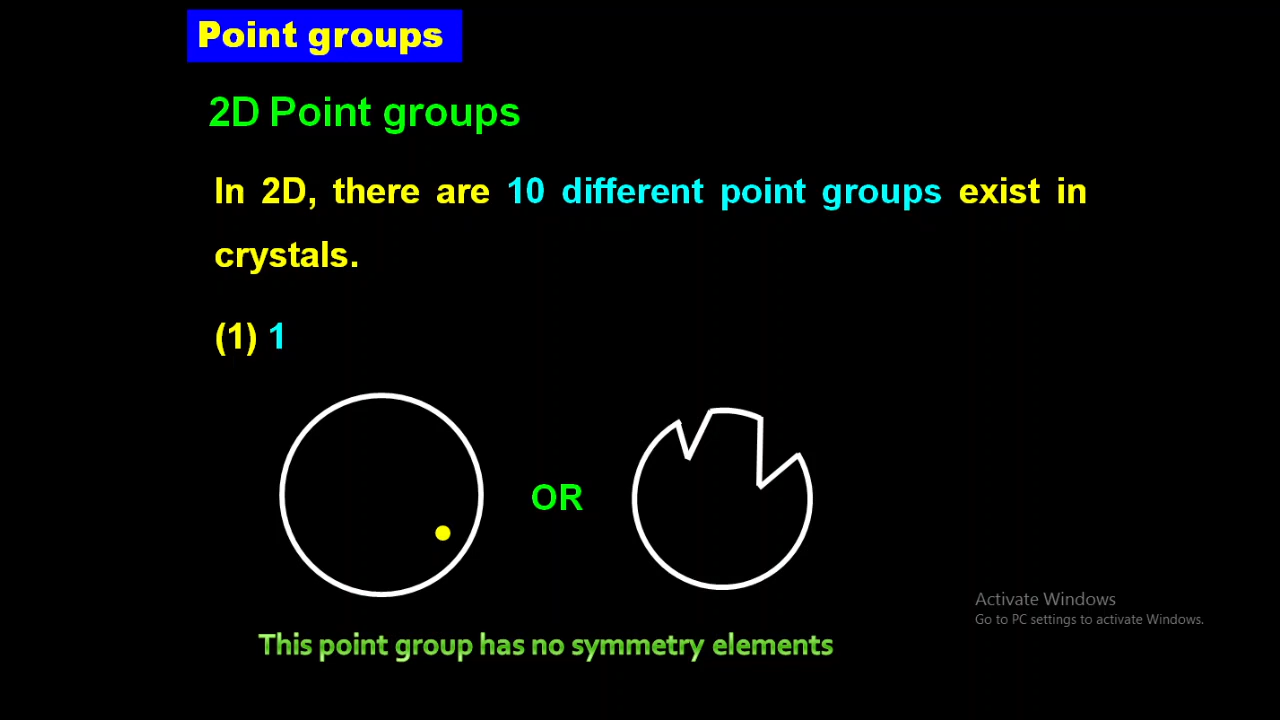 Point groups
2D Point groups
In 2D, there are 10 different point groups exist in
crystals.
(1) 1
OR
Activate Windows
Go to PC settings to activate Windows.
This point group has no symmetry elements